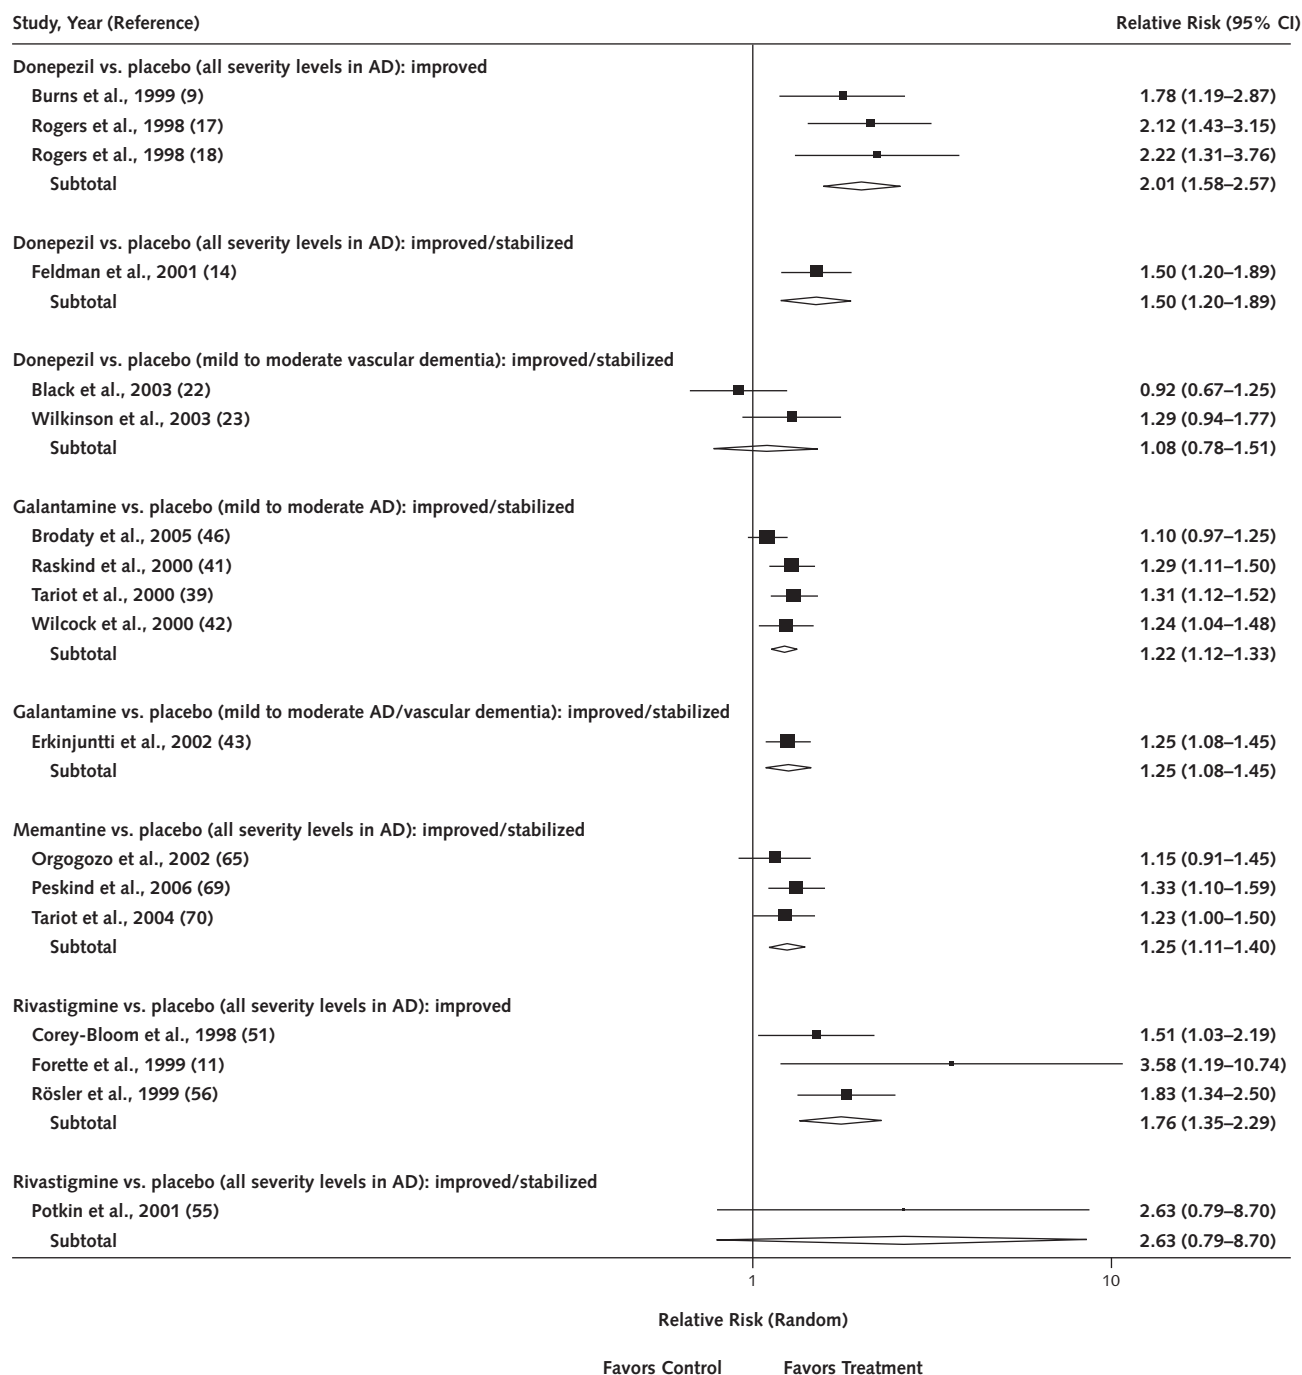 Study, Year (Reference) Relative Risk (95% CI)
Donepezil vs. placebo (all severity levels in AD): improved
Burns et al., 1999 (9) 1.78 (1.19–2.87)
Rogers et al., 1998 (17) 2.12 (1.43–3.15)
Rogers et al., 1998 (18) 2.22 (1.31–3.76)
Subtotal 2.01 (1.58–2.57)
Donepezil vs. placebo (all severity levels in AD): improved/stabilized
Feldman et al., 2001 (14) 1.50 (1.20–1.89)
Subtotal 1.50 (1.20–1.89)
Donepezil vs. placebo (mild to moderate vascular dementia): improved/stabilized
Black et al., 2003 (22) 0.92 (0.67–1.25)
Wilkinson et al., 2003 (23) 1.29 (0.94–1.77)
Subtotal 1.08 (0.78–1.51)
Galantamine vs. placebo (mild to moderate AD): improved/stabilized
Brodaty et al., 2005 (46) 1.10 (0.97–1.25)
Raskind et al., 2000 (41) 1.29 (1.11–1.50)
Tariot et al., 2000 (39) 1.31 (1.12–1.52)
Wilcock et al., 2000 (42) 1.24 (1.04–1.48)
Subtotal 1.22 (1.12–1.33)
Galantamine vs. placebo (mild to moderate AD/vascular dementia): improved/stabilized
Erkinjuntti et al., 2002 (43) 1.25 (1.08–1.45)
Subtotal 1.25 (1.08–1.45)
Memantine vs. placebo (all severity levels in AD): improved/stabilized
Orgogozo et al., 2002 (65) 1.15 (0.91–1.45)
Peskind et al., 2006 (69) 1.33 (1.10–1.59)
Tariot et al., 2004 (70) 1.23 (1.00–1.50)
Subtotal 1.25 (1.11–1.40)
Rivastigmine vs. placebo (all severity levels in AD): improved
Corey-Bloom et al., 1998 (51) 1.51 (1.03–2.19)
Forette et al., 1999 (11) 3.58 (1.19–10.74)
Rösler et al., 1999 (56) 1.83 (1.34–2.50)
Subtotal 1.76 (1.35–2.29)
Rivastigmine vs. placebo (all severity levels in AD): improved/stabilized
Potkin et al., 2001 (55) 2.63 (0.79–8.70)
Subtotal 2.63 (0.79–8.70)
1 10
Relative Risk (Random)
Favors Control Favors Treatment